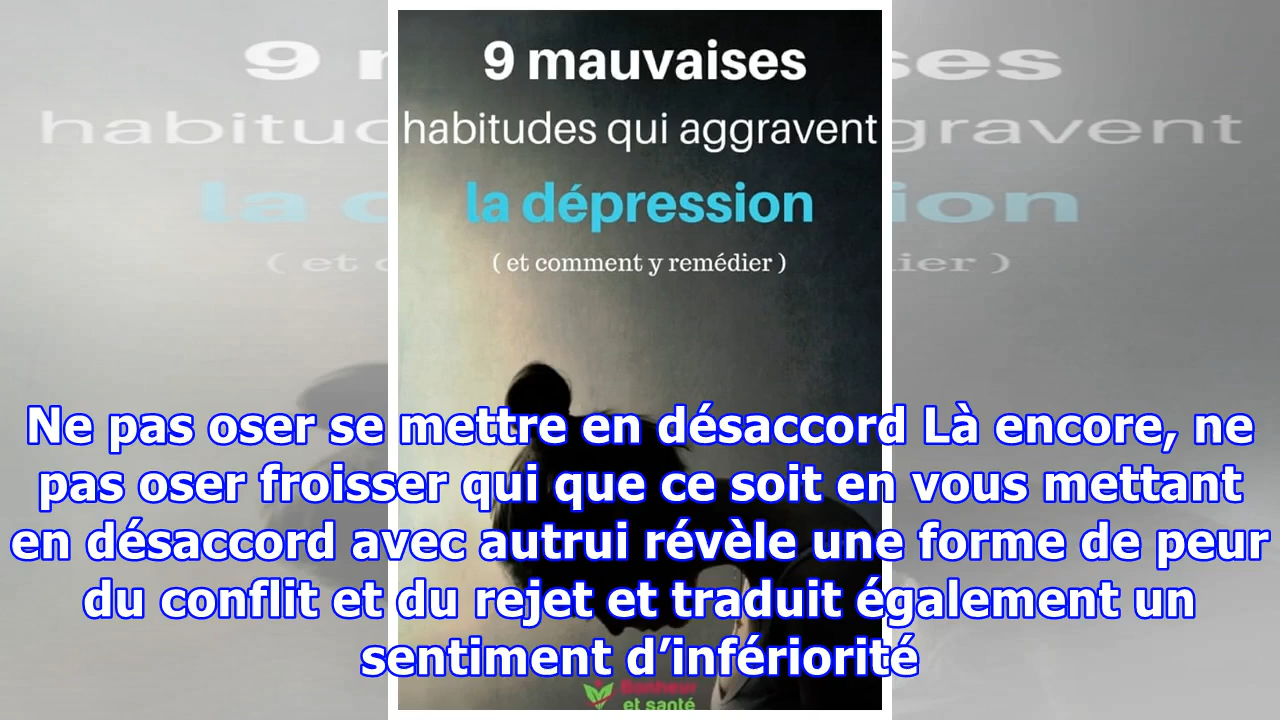 9 mauvaises
habitudes qui aggravent
la dépression
( et comment y remédier )
Ne pas oser se mettre en désaccord Là encore, ne
pas oser froisser qui que ce soit en vous mettant
en désaccord avec autrui révèle une forme de peur
du conflit et du rejet et traduit également un
sentiment d’infériorité
Bonheur
et santé